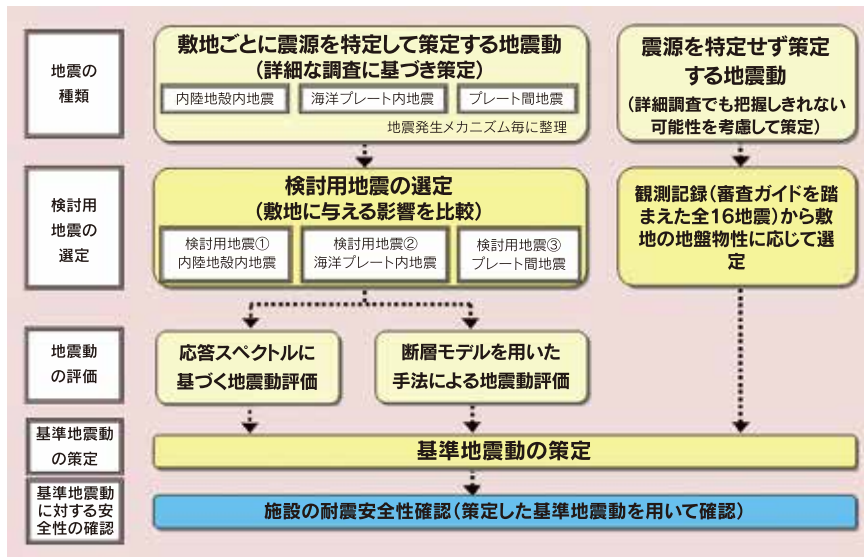 地震の
種類
敷地ごとに震源を特定して策定する地震動
(詳細な調査に基づき策定)
内陸地殻内地震
海洋プレート内地震
プレート間地震
地震発生メカニズム毎に整理
震源を特定せず策定
する地震動
(詳細調査でも把握しきれない
可能性を考慮して策定)
検討用
地震の
選定
検討用地震の選定
(敷地に与える影響を比較)
検討用地震①
内陸地殻内地震
検討用地震②
海洋プレート内地震
検討用地震③
プレート間地震
観測記録(審査ガイドを踏
まえた全16地震)から敷
地の地盤物性に応じて選
定
地震動
の評価
応答スペクトルに
基づく地震動評価
断層モデルを用いた
手法による地震動評価
基準地震動
の策定
基準地震動の策定
基準地震動
に対する安
全性の確認
施設の耐震安全性確認(策定した基準地震動を用いて確認)